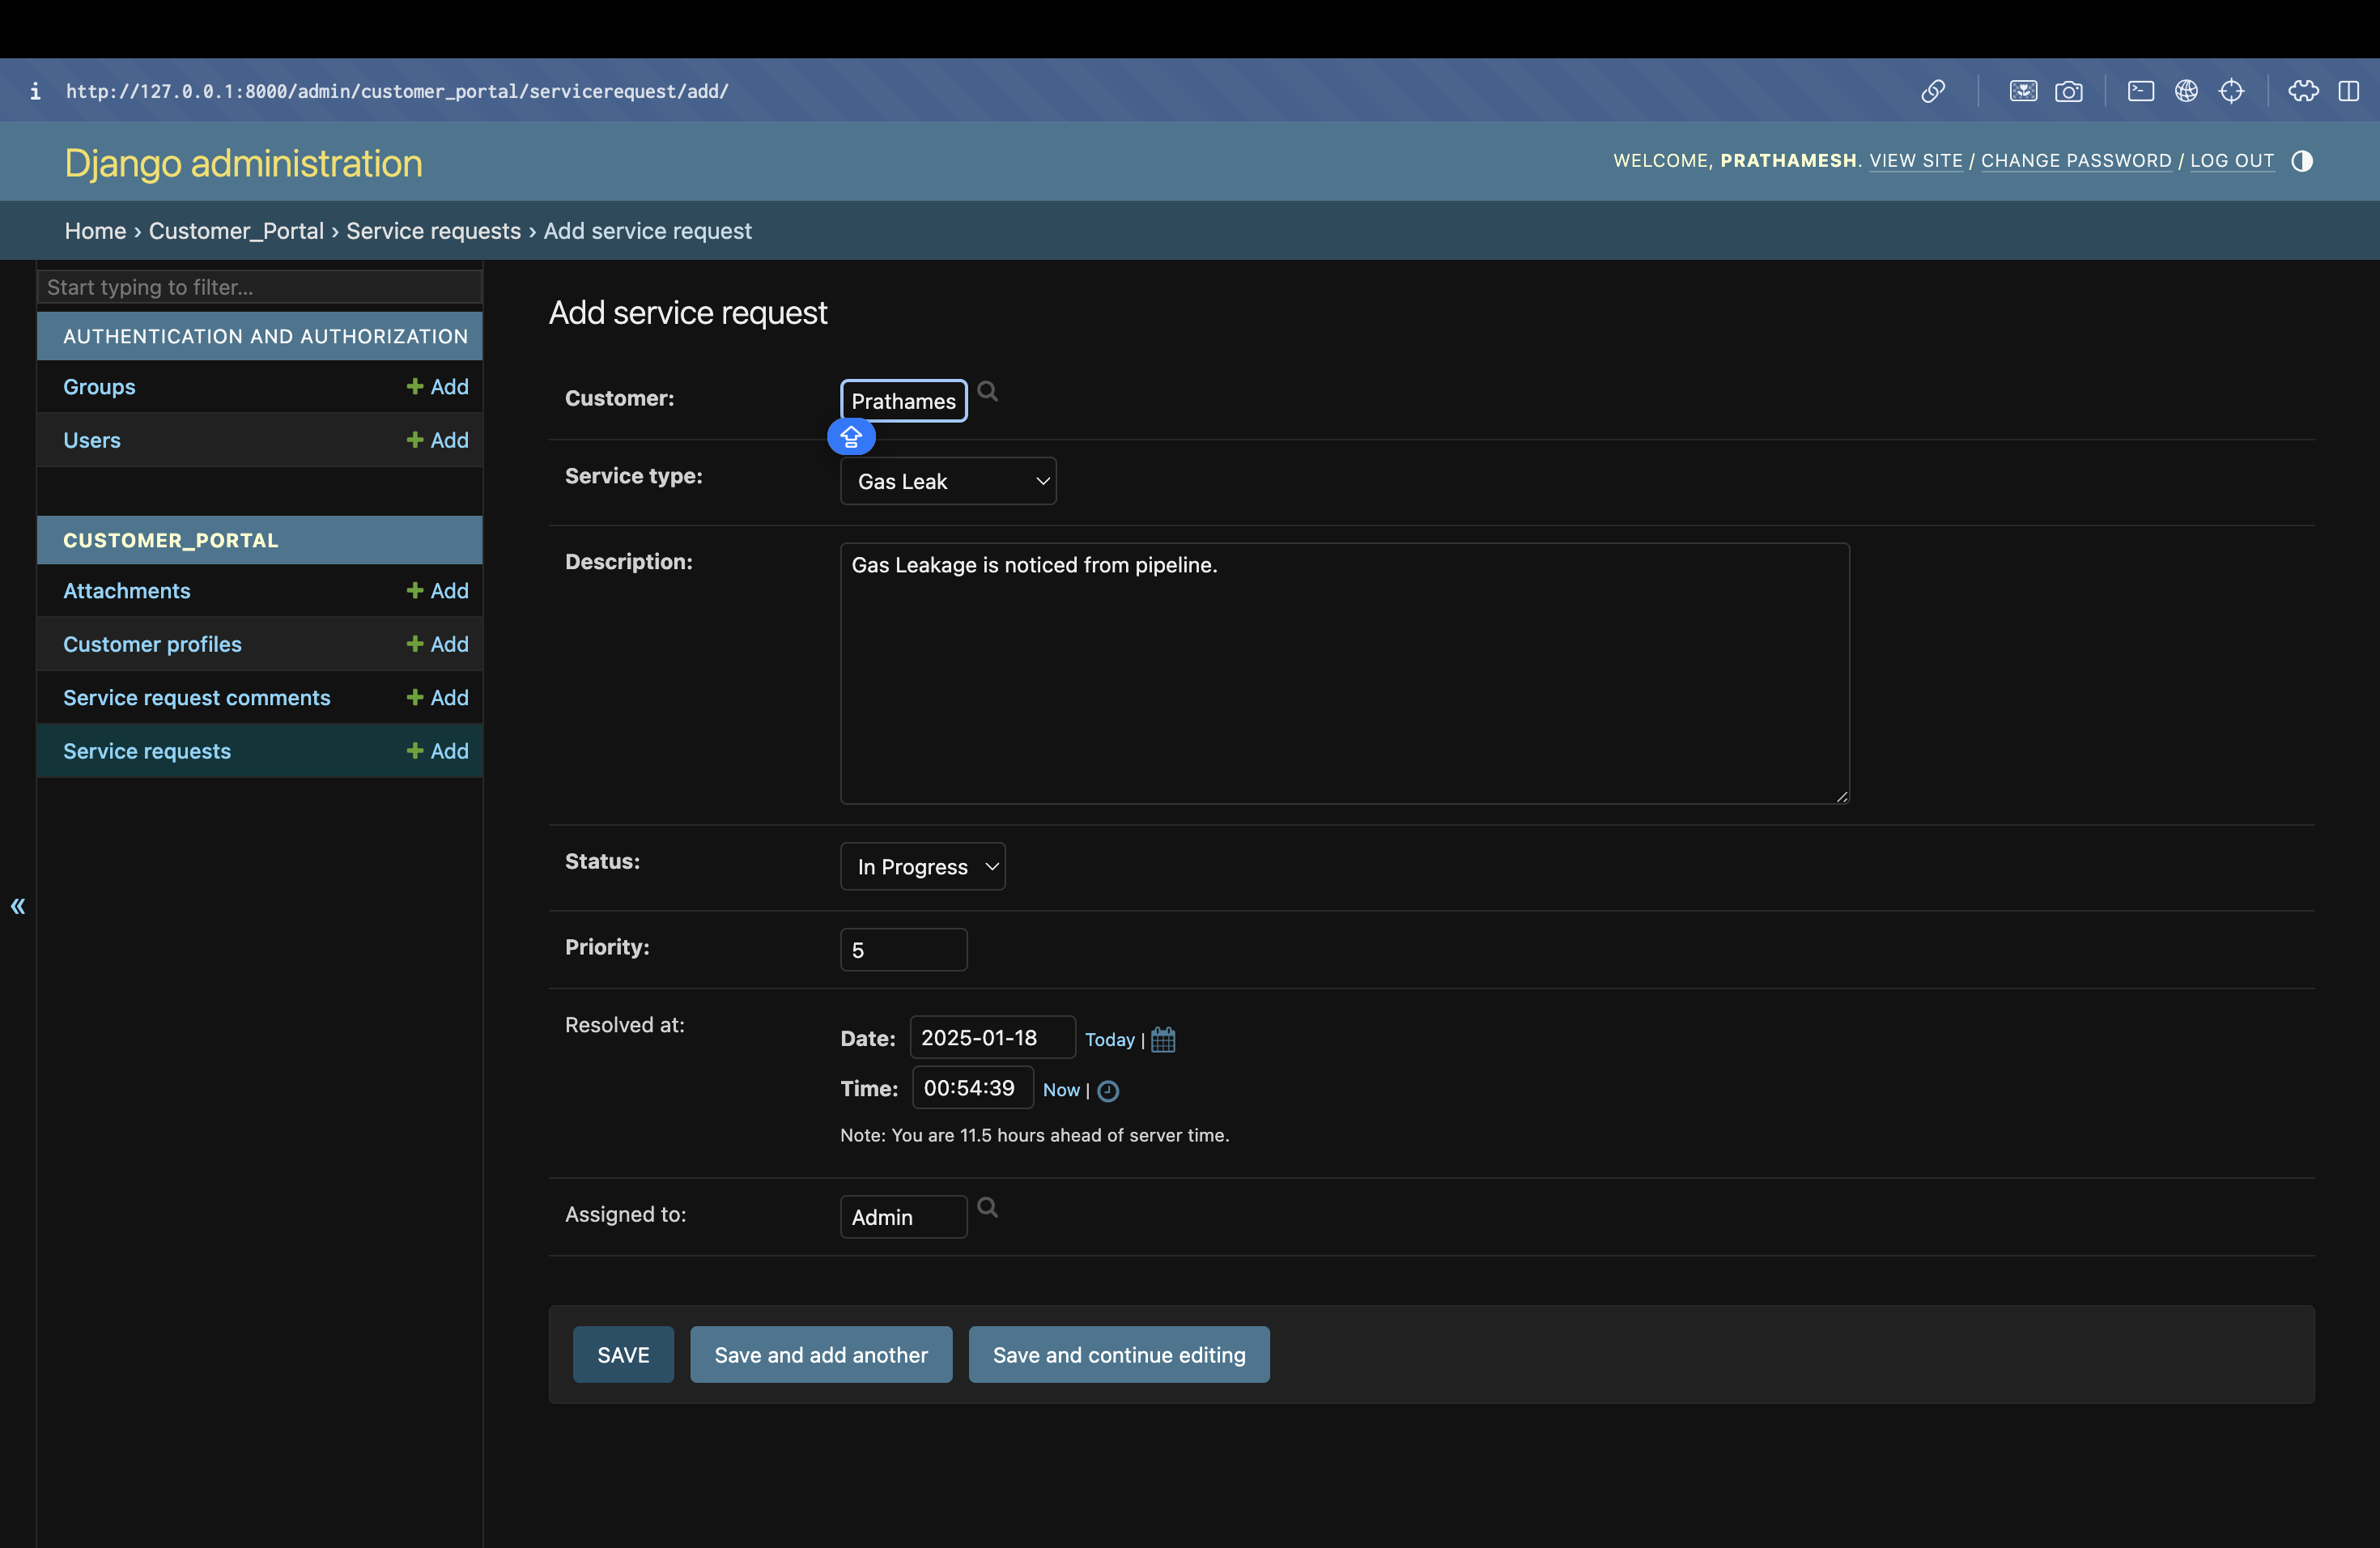 http://127.0.0.1:8000/admin/customer_portal/servicerequest/add/
Django administration
WELCOME, PRATHAMESH. VIEW SITE / CHANGE PASSWORD / LOG OUT
Home › Customer_Portal › Service requests › Add service request
Start typing to filter...
AUTHENTICATION AND AUTHORIZATION
Groups + Add
Users + Add
CUSTOMER_PORTAL
Attachments + Add
Customer profiles + Add
Service request comments + Add
Service requests + Add
«
Add service request
Customer: Prathames
Service type: Gas Leak
Description: Gas Leakage is noticed from pipeline.
Status: In Progress
Priority: 5
Resolved at:
Date: 2025-01-18 Today |
Time: 00:54:39 Now |
Note: You are 11.5 hours ahead of server time.
Assigned to: Admin
SAVE Save and add another Save and continue editing